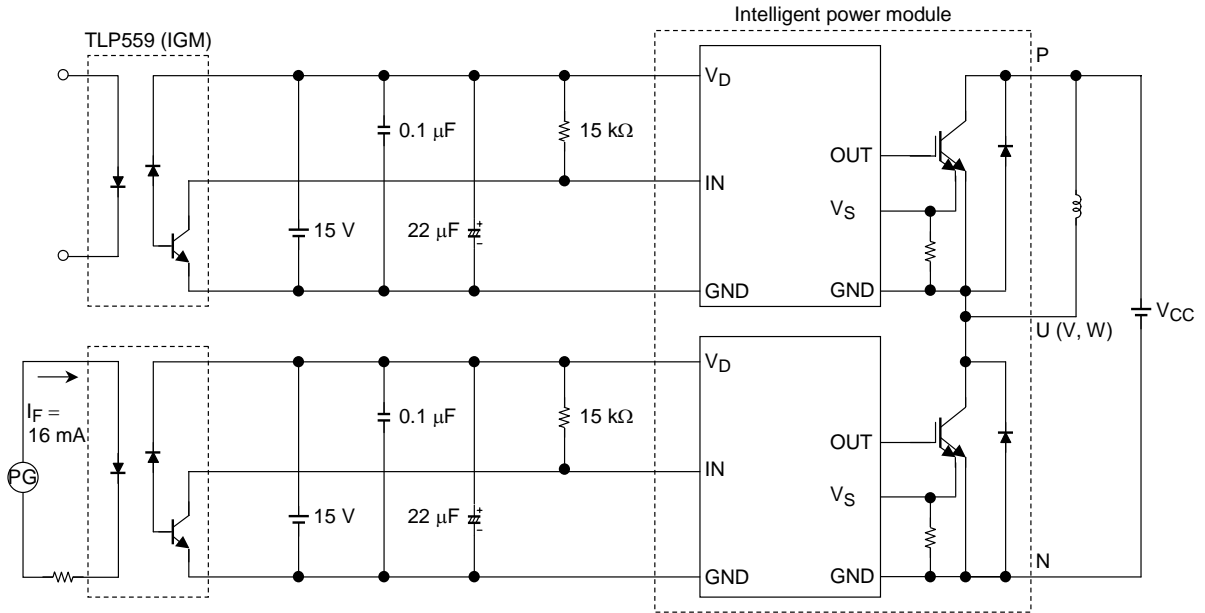 Intelligent power module
TLP559 (IGM)
P
VD
0.1 μF
15 kΩ
OUT
IN
VS
15 V
22 μF
+
−
GND
GND
U (V, W)
VCC
VD
IF =
16 mA
0.1 μF
15 kΩ
OUT
PG
IN
VS
15 V
22 μF
+
−
N
GND
GND